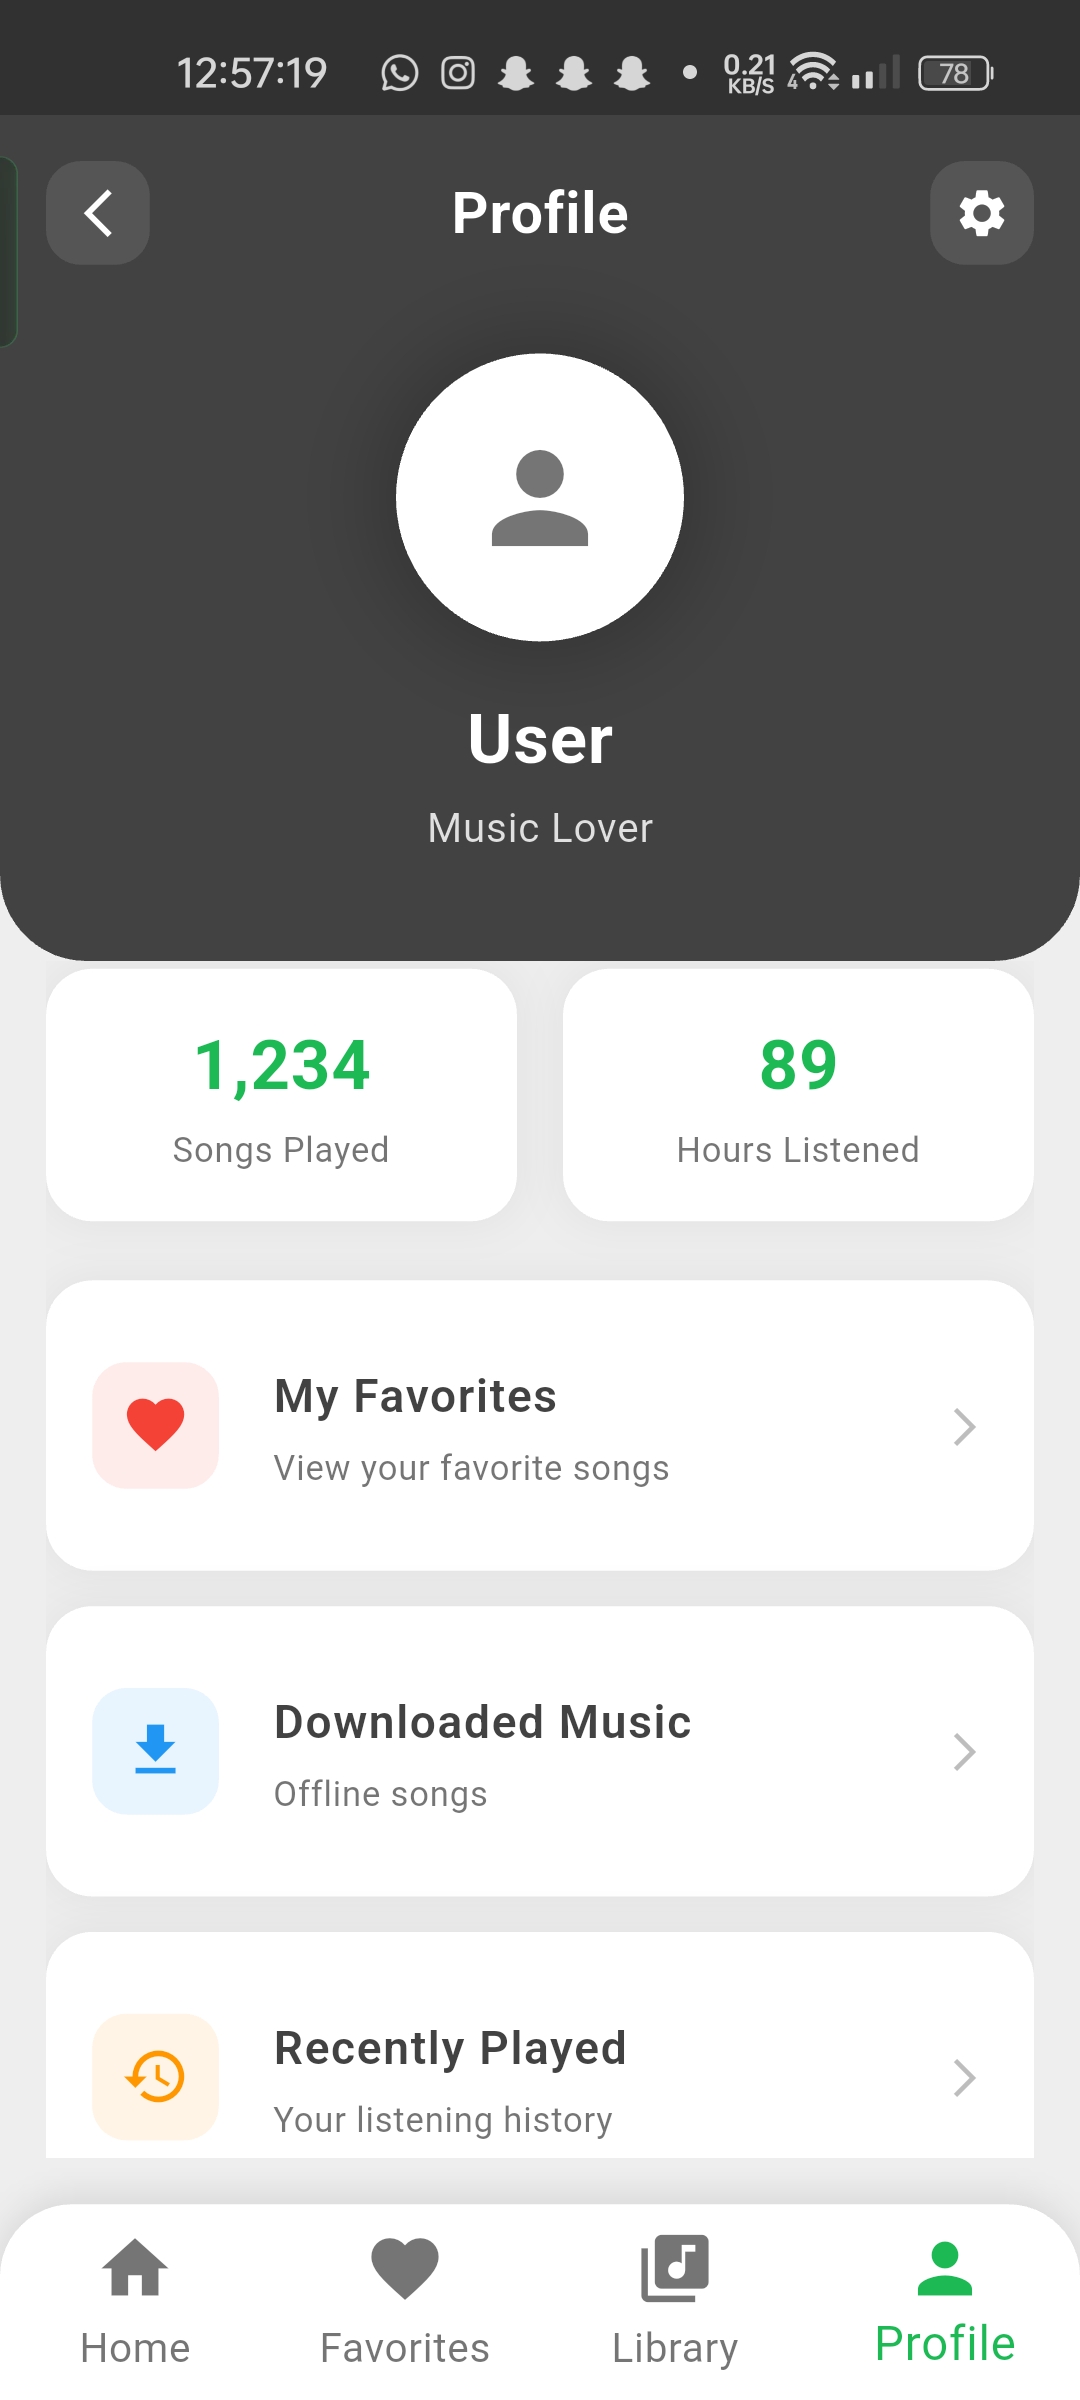 12:57:19 0.21 KB/S 4 78
Profile
User
Music Lover
1,234 89
Songs Played Hours Listened
My Favorites
View your favorite songs
Downloaded Music
Offline songs
Recently Played
Your listening history
Home Favorites Library Profile